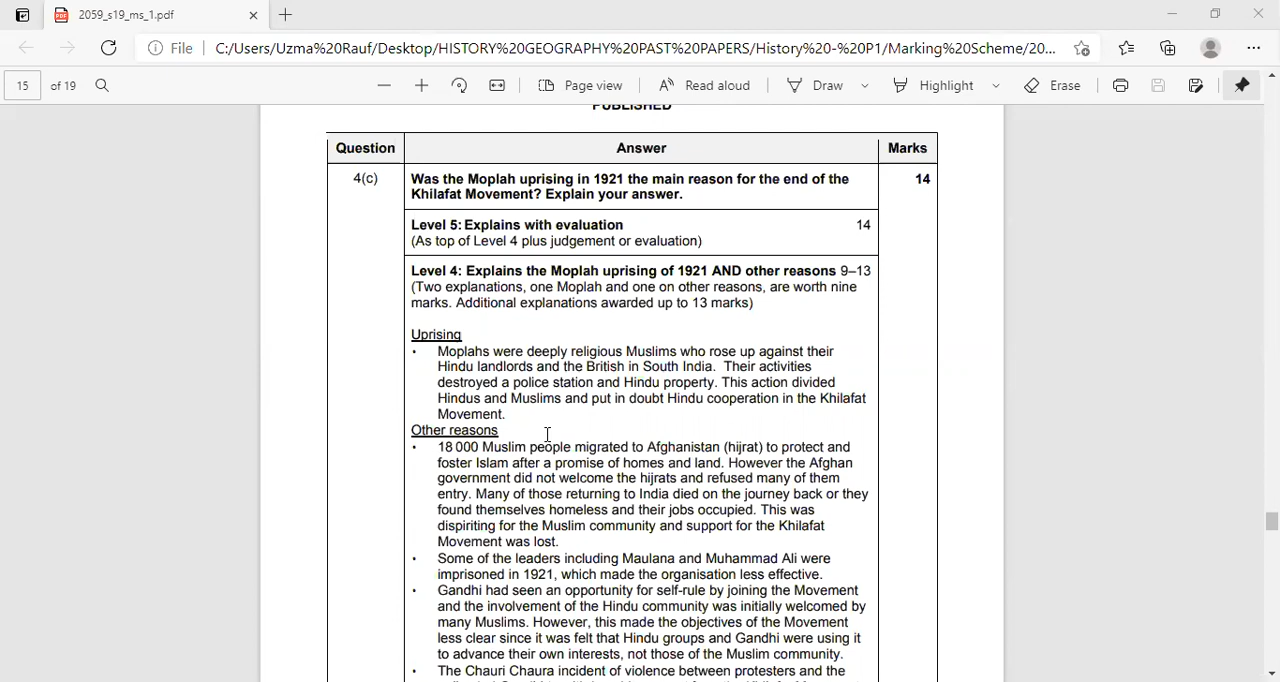 2059_s19_ms_1.pdf
File | C:/Users/Uzma%20Rauf/Desktop/HISTORY%20GEOGRAPHY%20PAST%20PAPERS/History%20-%20P1/Marking%20Scheme/20...
15 of 19 Page view Read aloud Draw Highlight Erase
PUBLISHED
Question Answer Marks
4(c) Was the Moplah uprising in 1921 the main reason for the end of the 14
Khilafat Movement? Explain your answer.
Level 5: Explains with evaluation 14
(As top of Level 4 plus judgement or evaluation)
Level 4: Explains the Moplah uprising of 1921 AND other reasons 9–13
(Two explanations, one Moplah and one on other reasons, are worth nine
marks. Additional explanations awarded up to 13 marks)
Uprising
• Moplahs were deeply religious Muslims who rose up against their
Hindu landlords and the British in South India. Their activities
destroyed a police station and Hindu property. This action divided
Hindus and Muslims and put in doubt Hindu cooperation in the Khilafat
Movement.
Other reasons
• 18 000 Muslim people migrated to Afghanistan (hijrat) to protect and
foster Islam after a promise of homes and land. However the Afghan
government did not welcome the hijrats and refused many of them
entry. Many of those returning to India died on the journey back or they
found themselves homeless and their jobs occupied. This was
dispiriting for the Muslim community and support for the Khilafat
Movement was lost.
• Some of the leaders including Maulana and Muhammad Ali were
imprisoned in 1921, which made the organisation less effective.
• Gandhi had seen an opportunity for self-rule by joining the Movement
and the involvement of the Hindu community was initially welcomed by
many Muslims. However, this made the objectives of the Movement
less clear since it was felt that Hindu groups and Gandhi were using it
to advance their own interests, not those of the Muslim community.
• The Chauri Chaura incident of violence between protesters and the